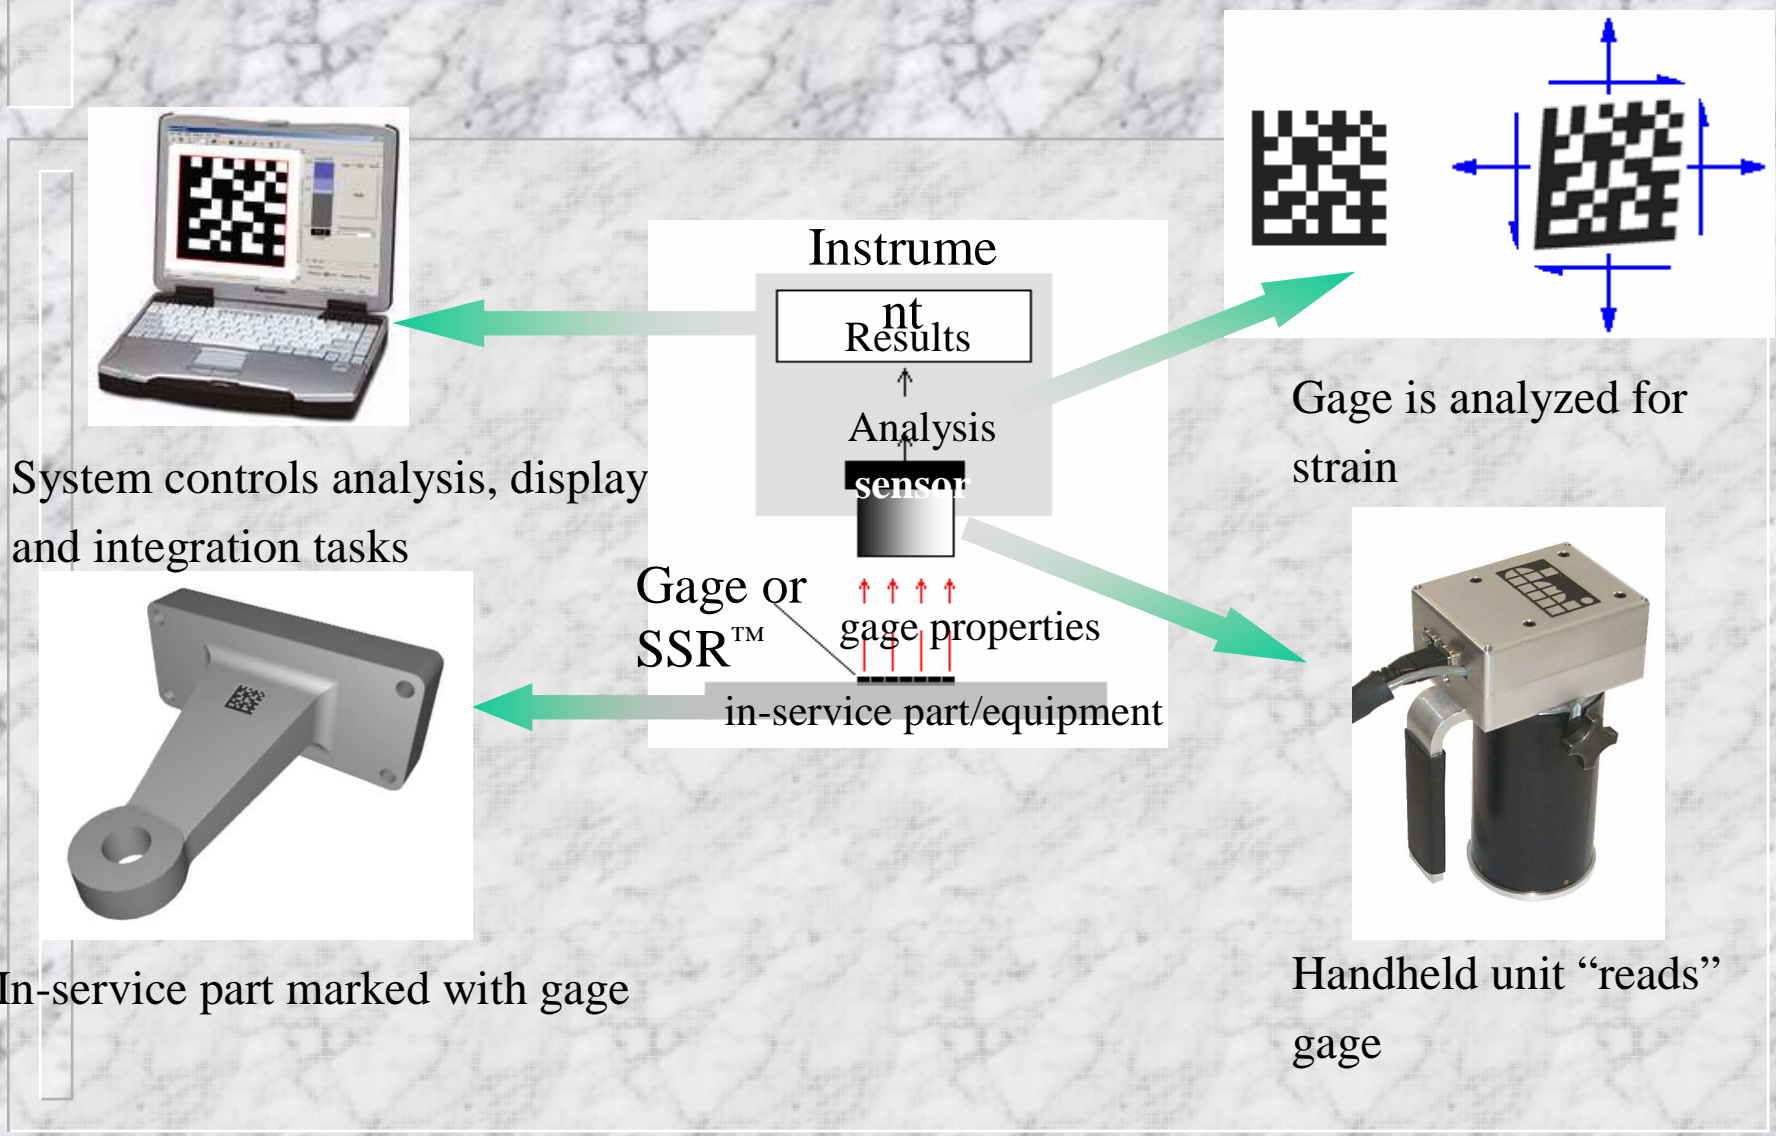 Instrume
nt
Results
Analysis
sensor
System controls analysis, display
and integration tasks
Gage is analyzed for
strain
Gage or
SSR™
gage properties
in-service part/equipment
In-service part marked with gage
Handheld unit “reads”
gage